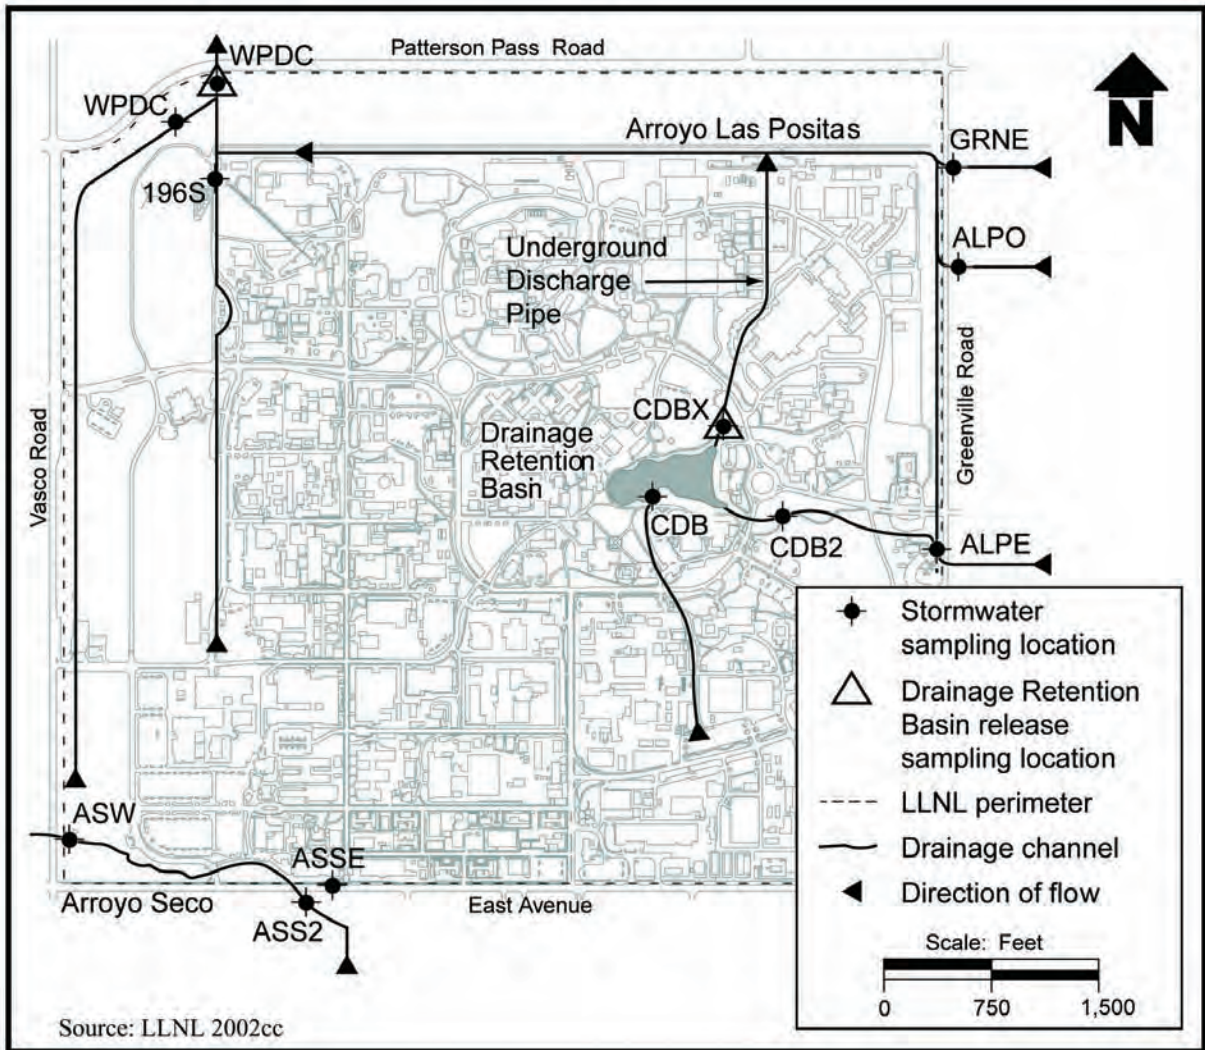 WPDC
Patterson Pass Road
WPDC
Arroyo Las Positas
GRNE
N
196S
ALPO
Underground
Discharge
Pipe
Vasco Road
Greenville Road
CDBX
Drainage
Retention
Basin
CDB
CDB2
ALPE
Stormwater
sampling location
Drainage Retention
Basin release
sampling location
LLNL perimeter
Drainage channel
Direction of flow
Scale: Feet
0 750 1,500
ASW
ASSE
Arroyo Seco
ASS2
East Avenue
Source: LLNL 2002cc